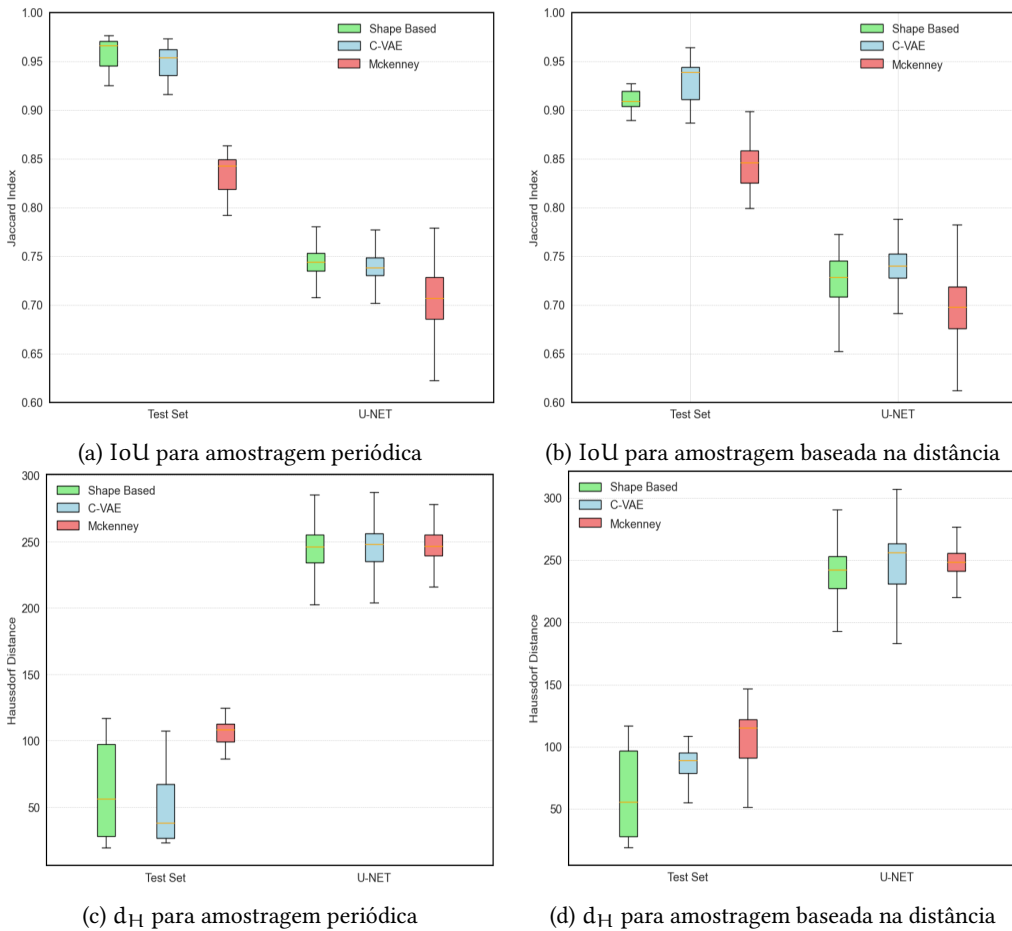 1.00
0.95
0.90
0.85
0.80
0.75
0.70
0.65
0.60
Jaccard Index
Shape Based
C-VAE
Mckenney
Test Set
U-NET
(a) IoU para amostragem periódica
1.00
0.95
0.90
0.85
0.80
0.75
0.70
0.65
0.60
Jaccard Index
Shape Based
C-VAE
Mckenney
Test Set
U-NET
(b) IoU para amostragem baseada na distância
300
250
200
150
100
50
Haussdorf Distance
Shape Based
C-VAE
Mckenney
Test Set
U-NET
(c) dH para amostragem periódica
300
250
200
150
100
50
Haussdorf Distance
Shape Based
C-VAE
Mckenney
Test Set
U-NET
(d) dH para amostragem baseada na distância